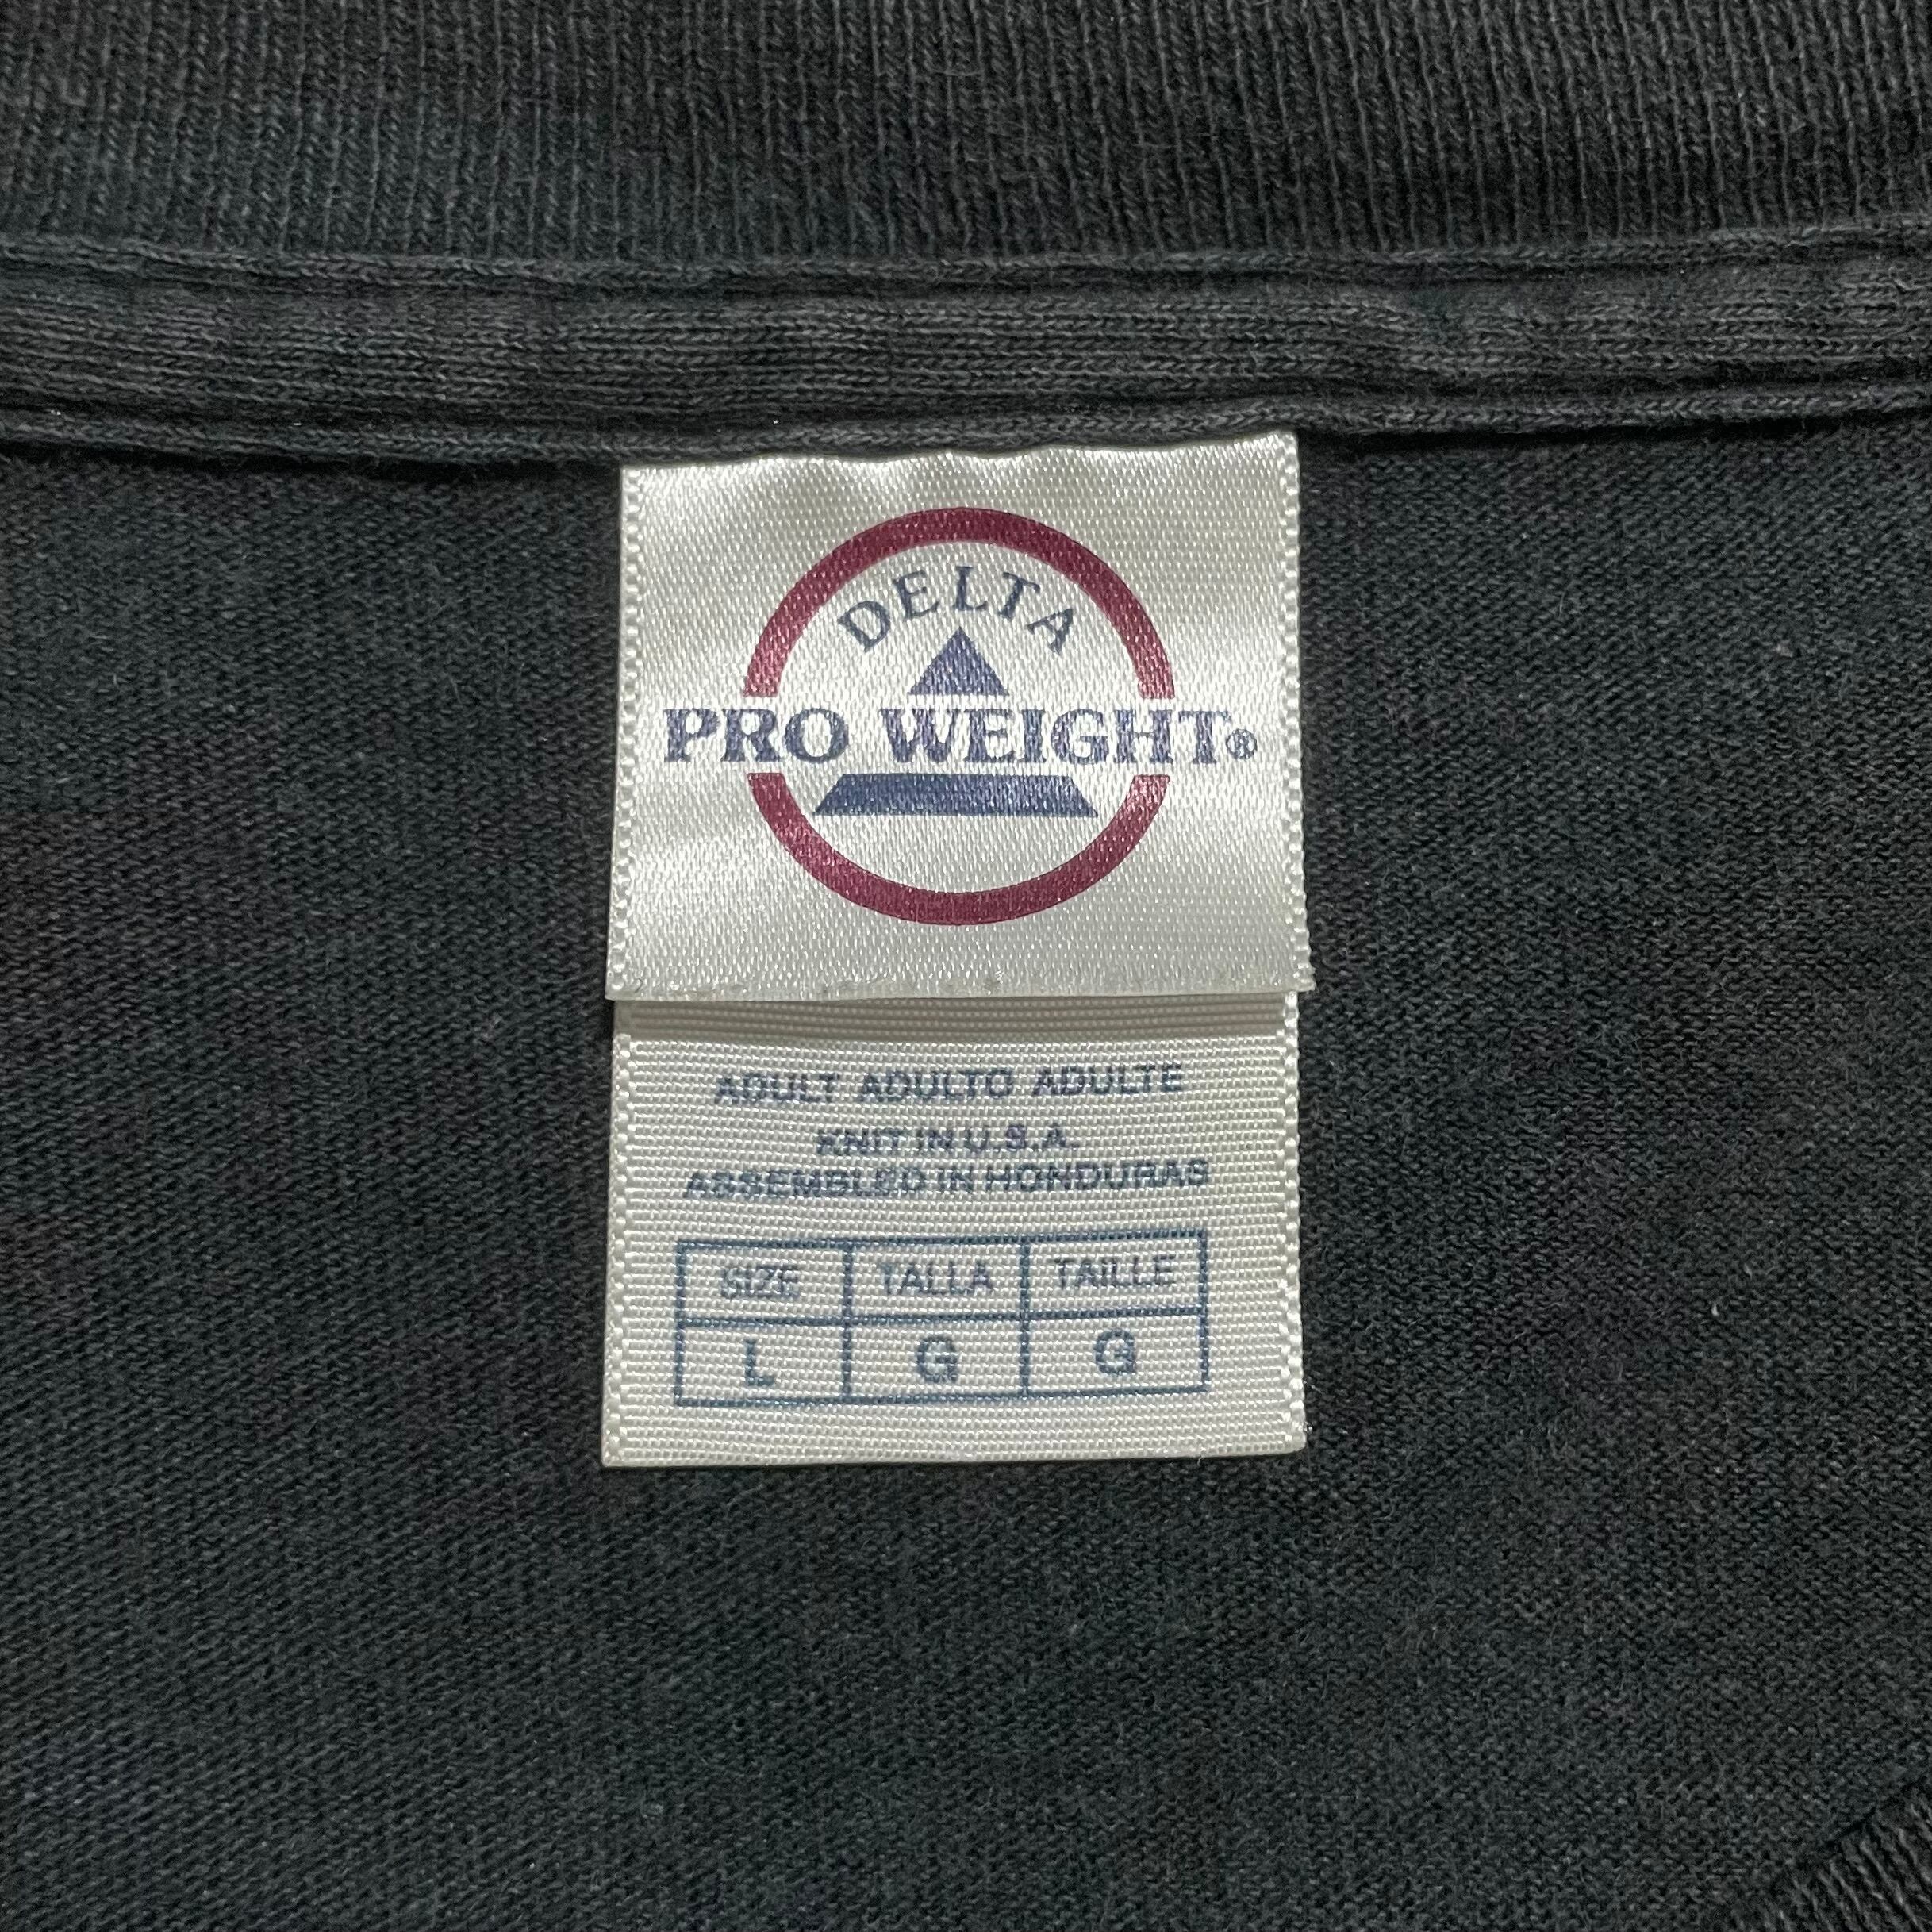 DELTA
PRO WEIGHT®
ADULT ADULTO ADULTE
KNIT IN U.S.A.
ASSEMBLED IN HONDURAS
SIZE TALLA TAILLE
L G G